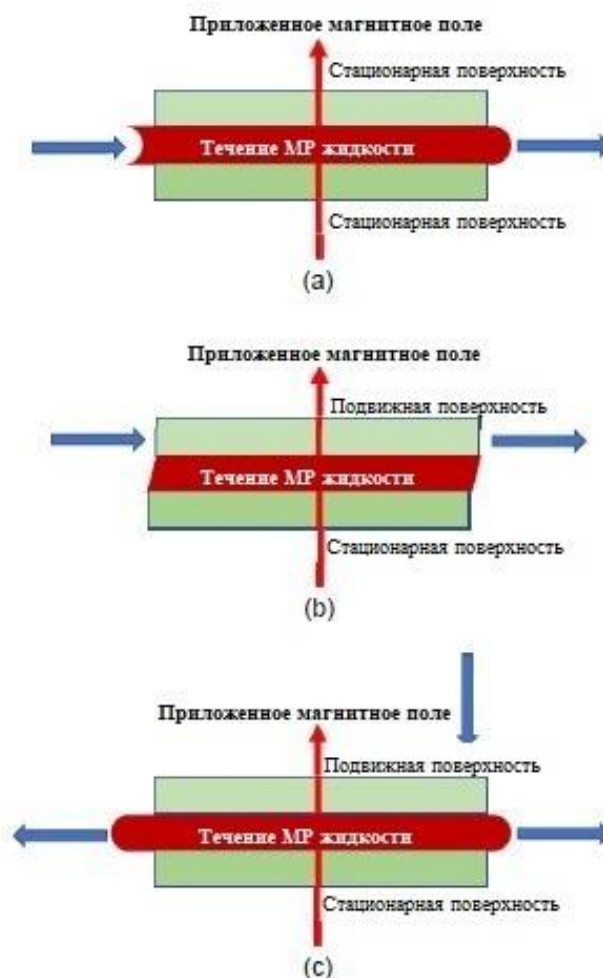 Приложенное магнитное поле
Стационарная поверхность
Течение МР жидкости
Стационарная поверхность
(a)
Приложенное магнитное поле
Подвижная поверхность
Течение МР жидкости
Стационарная поверхность
(b)
Приложенное магнитное поле
Подвижная поверхность
Течение МР жидкости
Стационарная поверхность
(c)